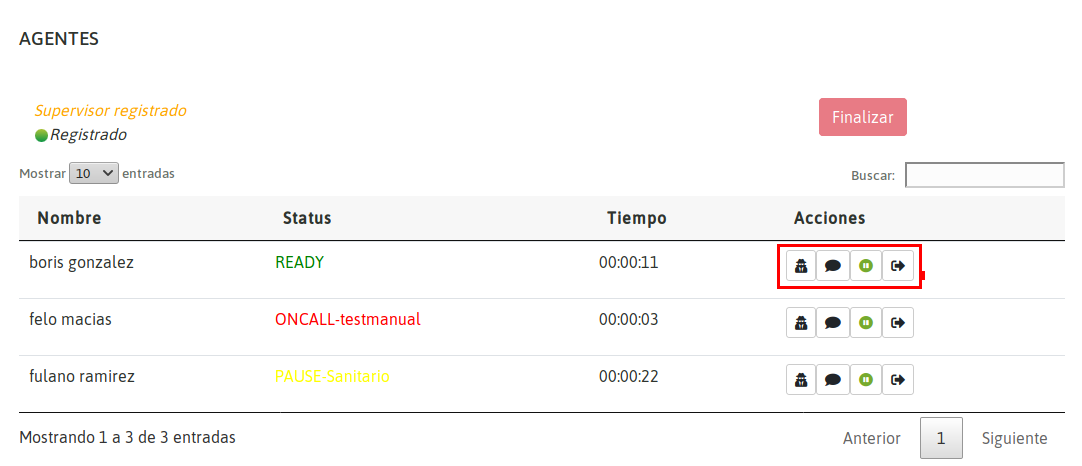 AGENTES
Supervisor registrado
Registrado
Finalizar
Mostrar 10 entradas
Buscar:
Nombre Status Tiempo Acciones
boris gonzalez READY 00:00:11
felo macias ONCALL-testmanual 00:00:03
fulano ramirez PAUSE-Sanitario 00:00:22
Mostrando 1 a 3 de 3 entradas
Anterior 1 Siguiente